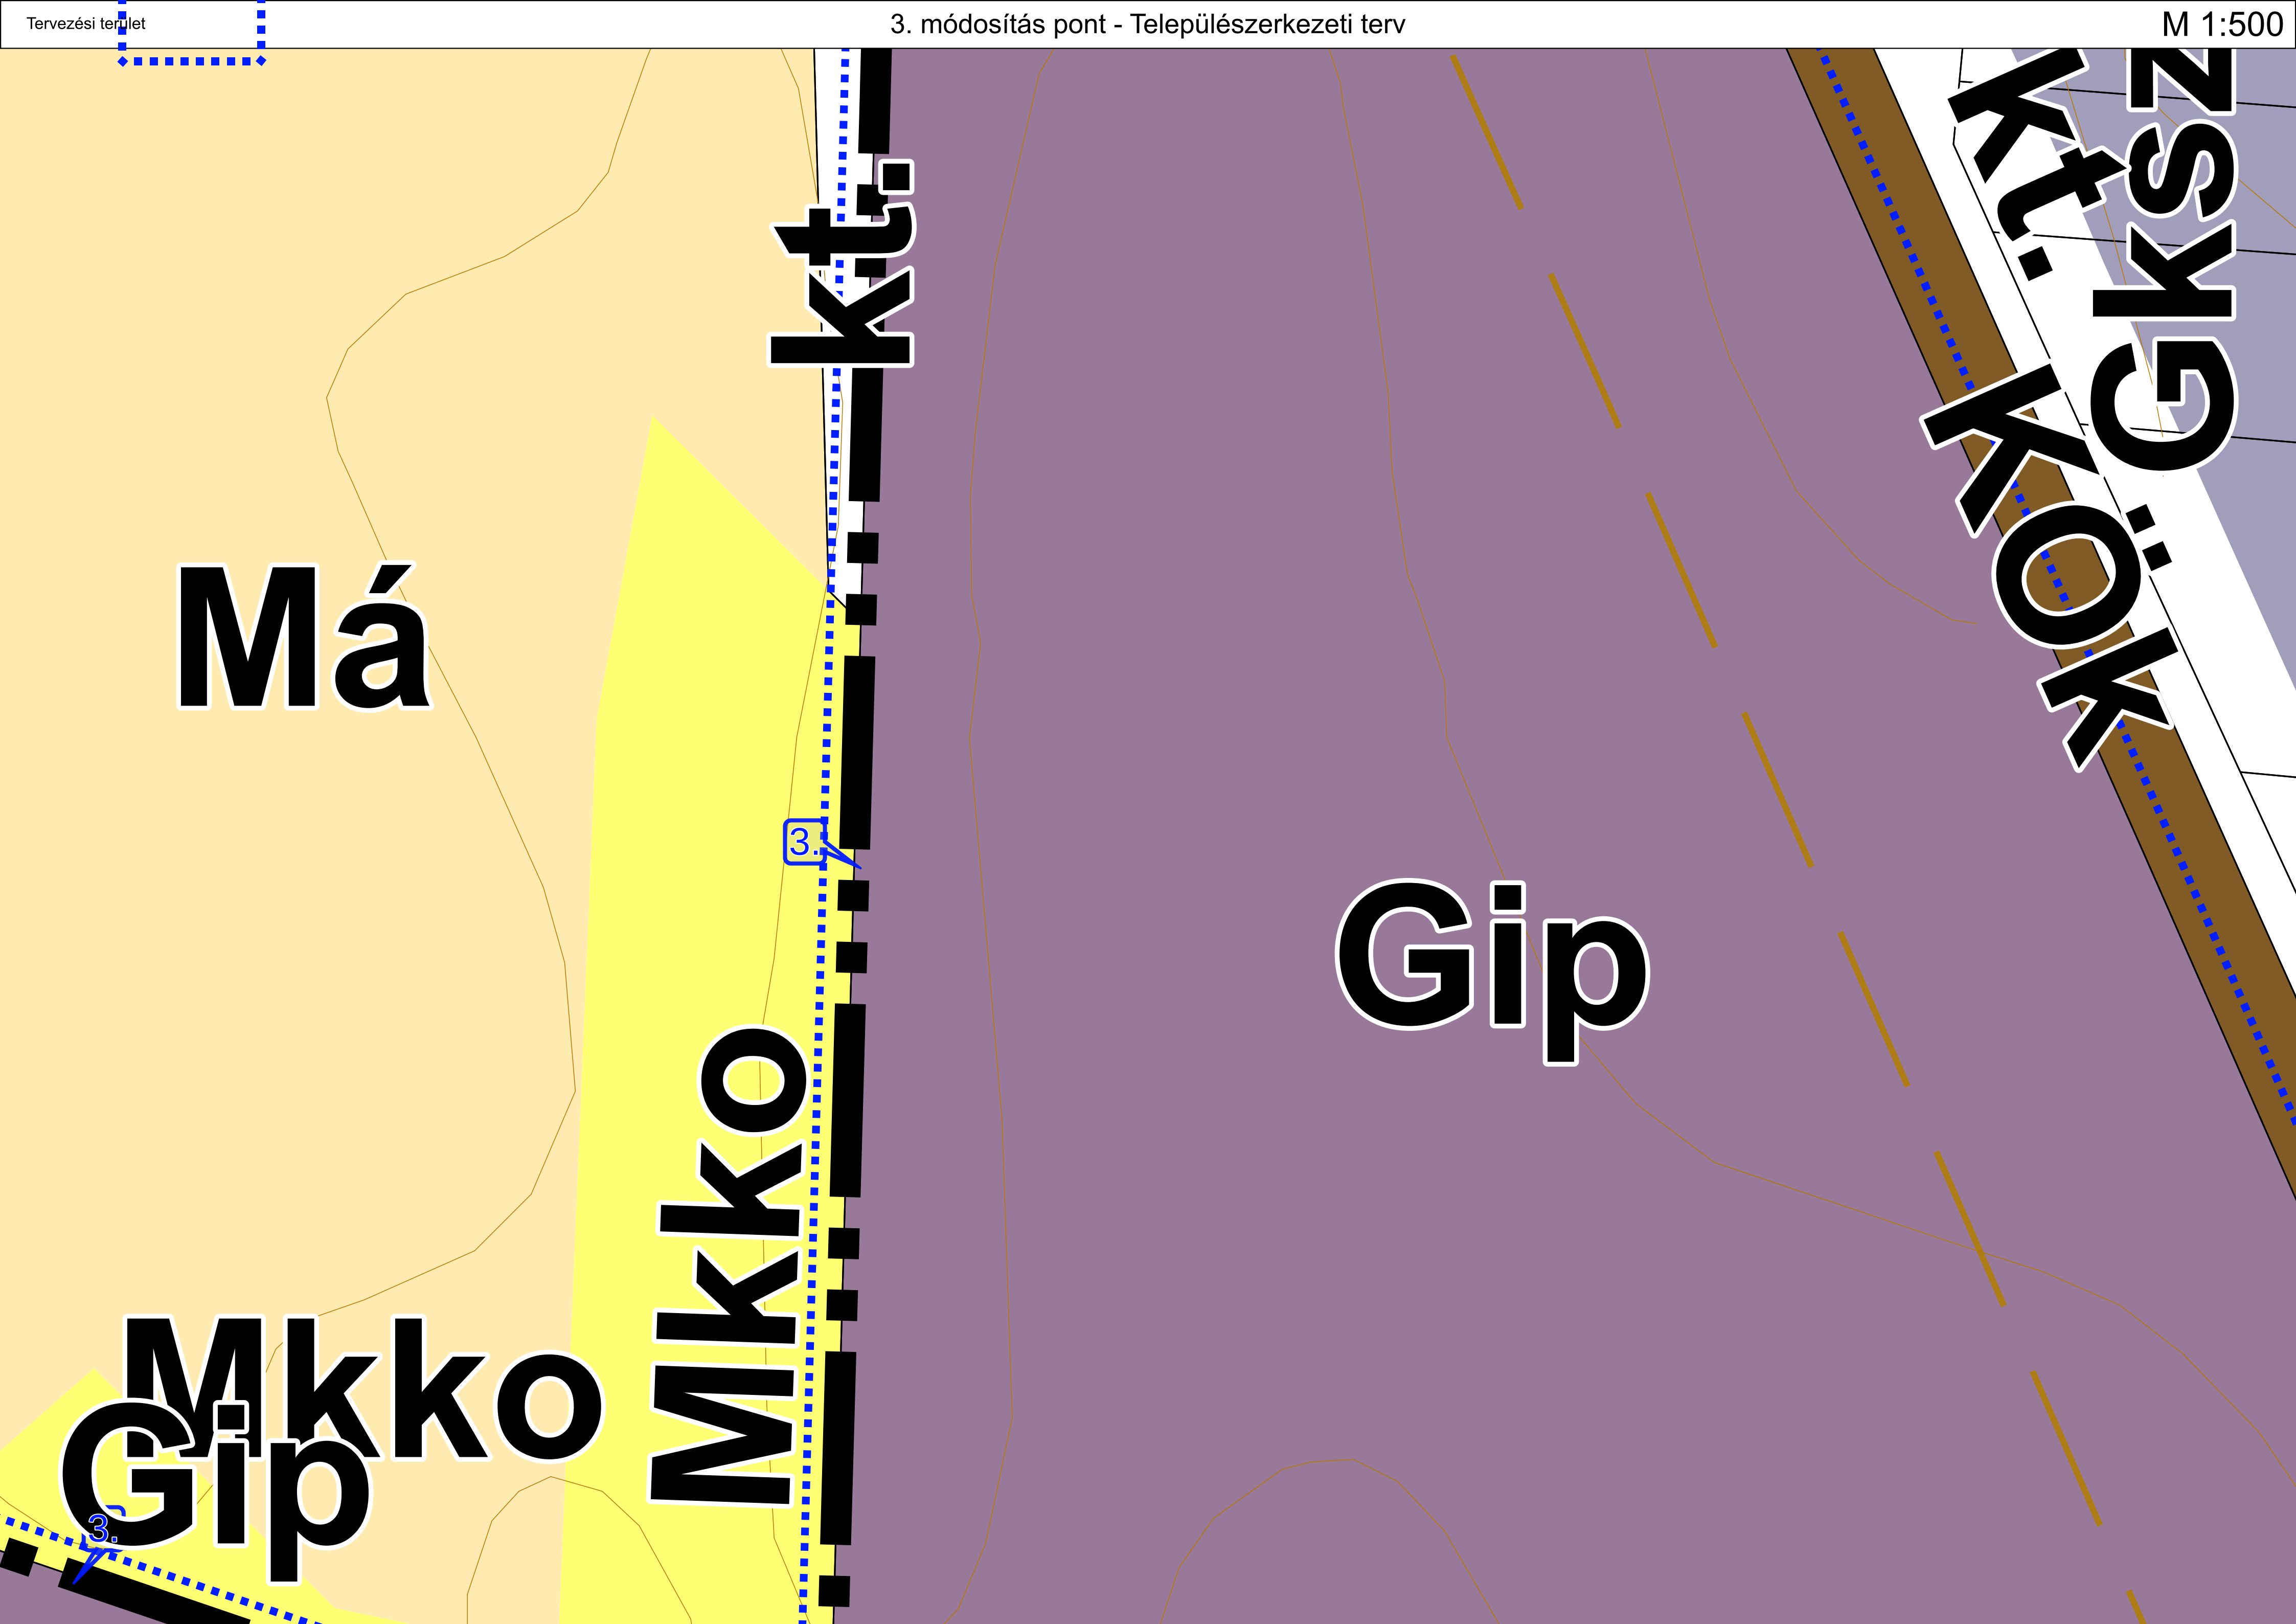 Tervezési terület
3. módosítás pont - Településszerkezeti terv
M 1:500
kt.
kt.
Gksz
KÖk
Má
3.
Gip
Mkko
Mkko
Gip
3.